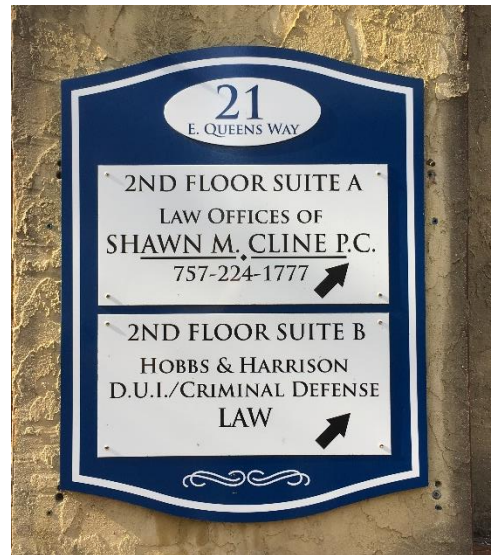 21
E. QUEENS WAY
2ND FLOOR SUITE A
LAW OFFICES OF
SHAWN M. CLINE P.C.
757-224-1777
2ND FLOOR SUITE B
HOBBS & HARRISON
D.U.I./CRIMINAL DEFENSE
LAW